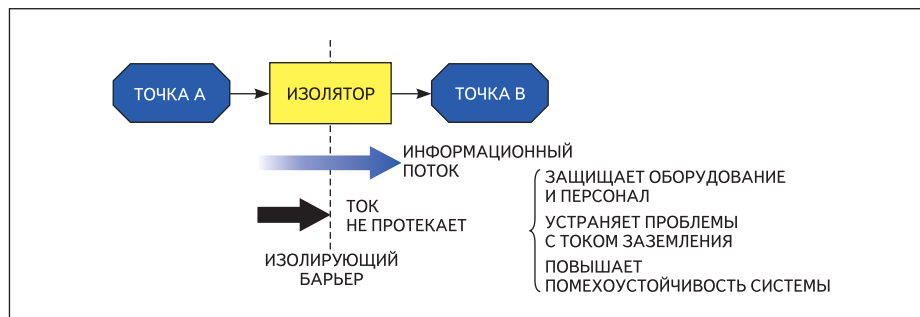 ТОЧКА А
ИЗОЛЯТОР
ТОЧКА В
ИНФОРМАЦИОННЫЙ
ПОТОК
ТОК
НЕ ПРОТЕКАЕТ
ИЗОЛИРУЮЩИЙ
БАРЬЕР
ЗАЩИЩАЕТ ОБОРУДОВАНИЕ
И ПЕРСОНАЛ
УСТРАНЯЕТ ПРОБЛЕМЫ
С ТОКОМ ЗАЗЕМЛЕНИЯ
ПОВЫШАЕТ
ПОМЕХОУСТОЙЧИВОСТЬ СИСТЕМЫ